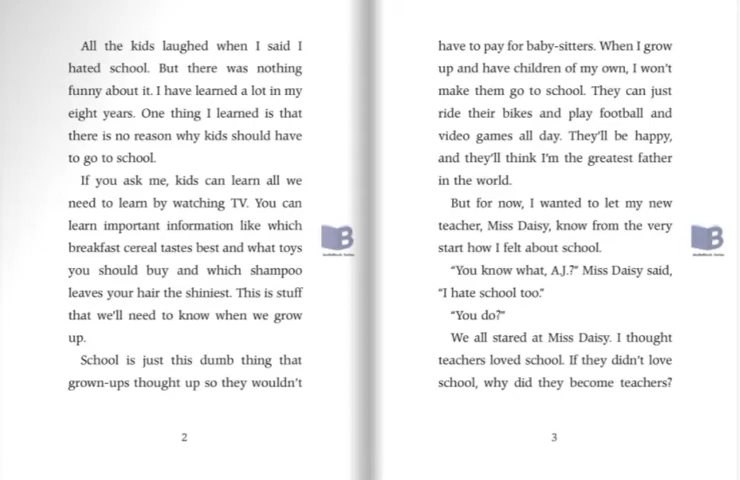 All the kids laughed when I said I
hated school. But there was nothing
funny about it. I have learned a lot in my
eight years. One thing I learned is that
there is no reason why kids should have
to go to school.
If you ask me, kids can learn all we
need to learn by watching TV. You can
learn important information like which
breakfast cereal tastes best and what toys
you should buy and which shampoo
leaves your hair the shiniest. This is stuff
that we'll need to know when we grow
up.
School is just this dumb thing that
grown-ups thought up so they wouldn't
2
have to pay for baby-sitters. When I grow
up and have children of my own, I won't
make them go to school. They can just
ride their bikes and play football and
video games all day. They'll be happy,
and they'll think I'm the greatest father
in the world.
But for now, I wanted to let my new
teacher, Miss Daisy, know from the very
start how I felt about school.
"You know what, A.J.?" Miss Daisy said,
"I hate school too."
"You do?"
We all stared at Miss Daisy. I thought
teachers loved school. If they didn't love
school, why did they become teachers?
3